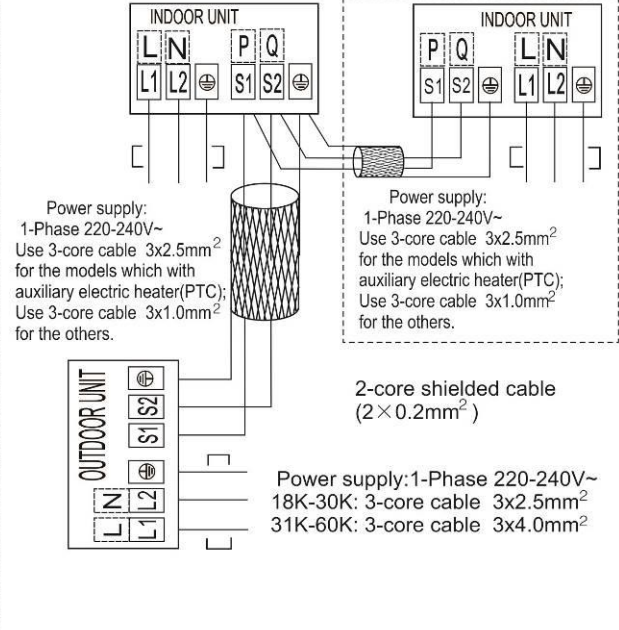 INDOOR UNIT
L N P Q
L1 L2 S1 S2
INDOOR UNIT
P Q L N
S1 S2 L1 L2
Power supply:
1-Phase 220-240V~
Use 3-core cable 3x2.5mm²
for the models which with
auxiliary electric heater(PTC);
Use 3-core cable 3x1.0mm²
for the others.
Power supply:
1-Phase 220-240V~
Use 3-core cable 3x2.5mm²
for the models which with
auxiliary electric heater(PTC);
Use 3-core cable 3x1.0mm²
for the others.
OUTDOOR UNIT
S2
S1
N L2
L L1
2-core shielded cable
(2×0.2mm²)
Power supply:1-Phase 220-240V~
18K-30K: 3-core cable 3x2.5mm²
31K-60K: 3-core cable 3x4.0mm²